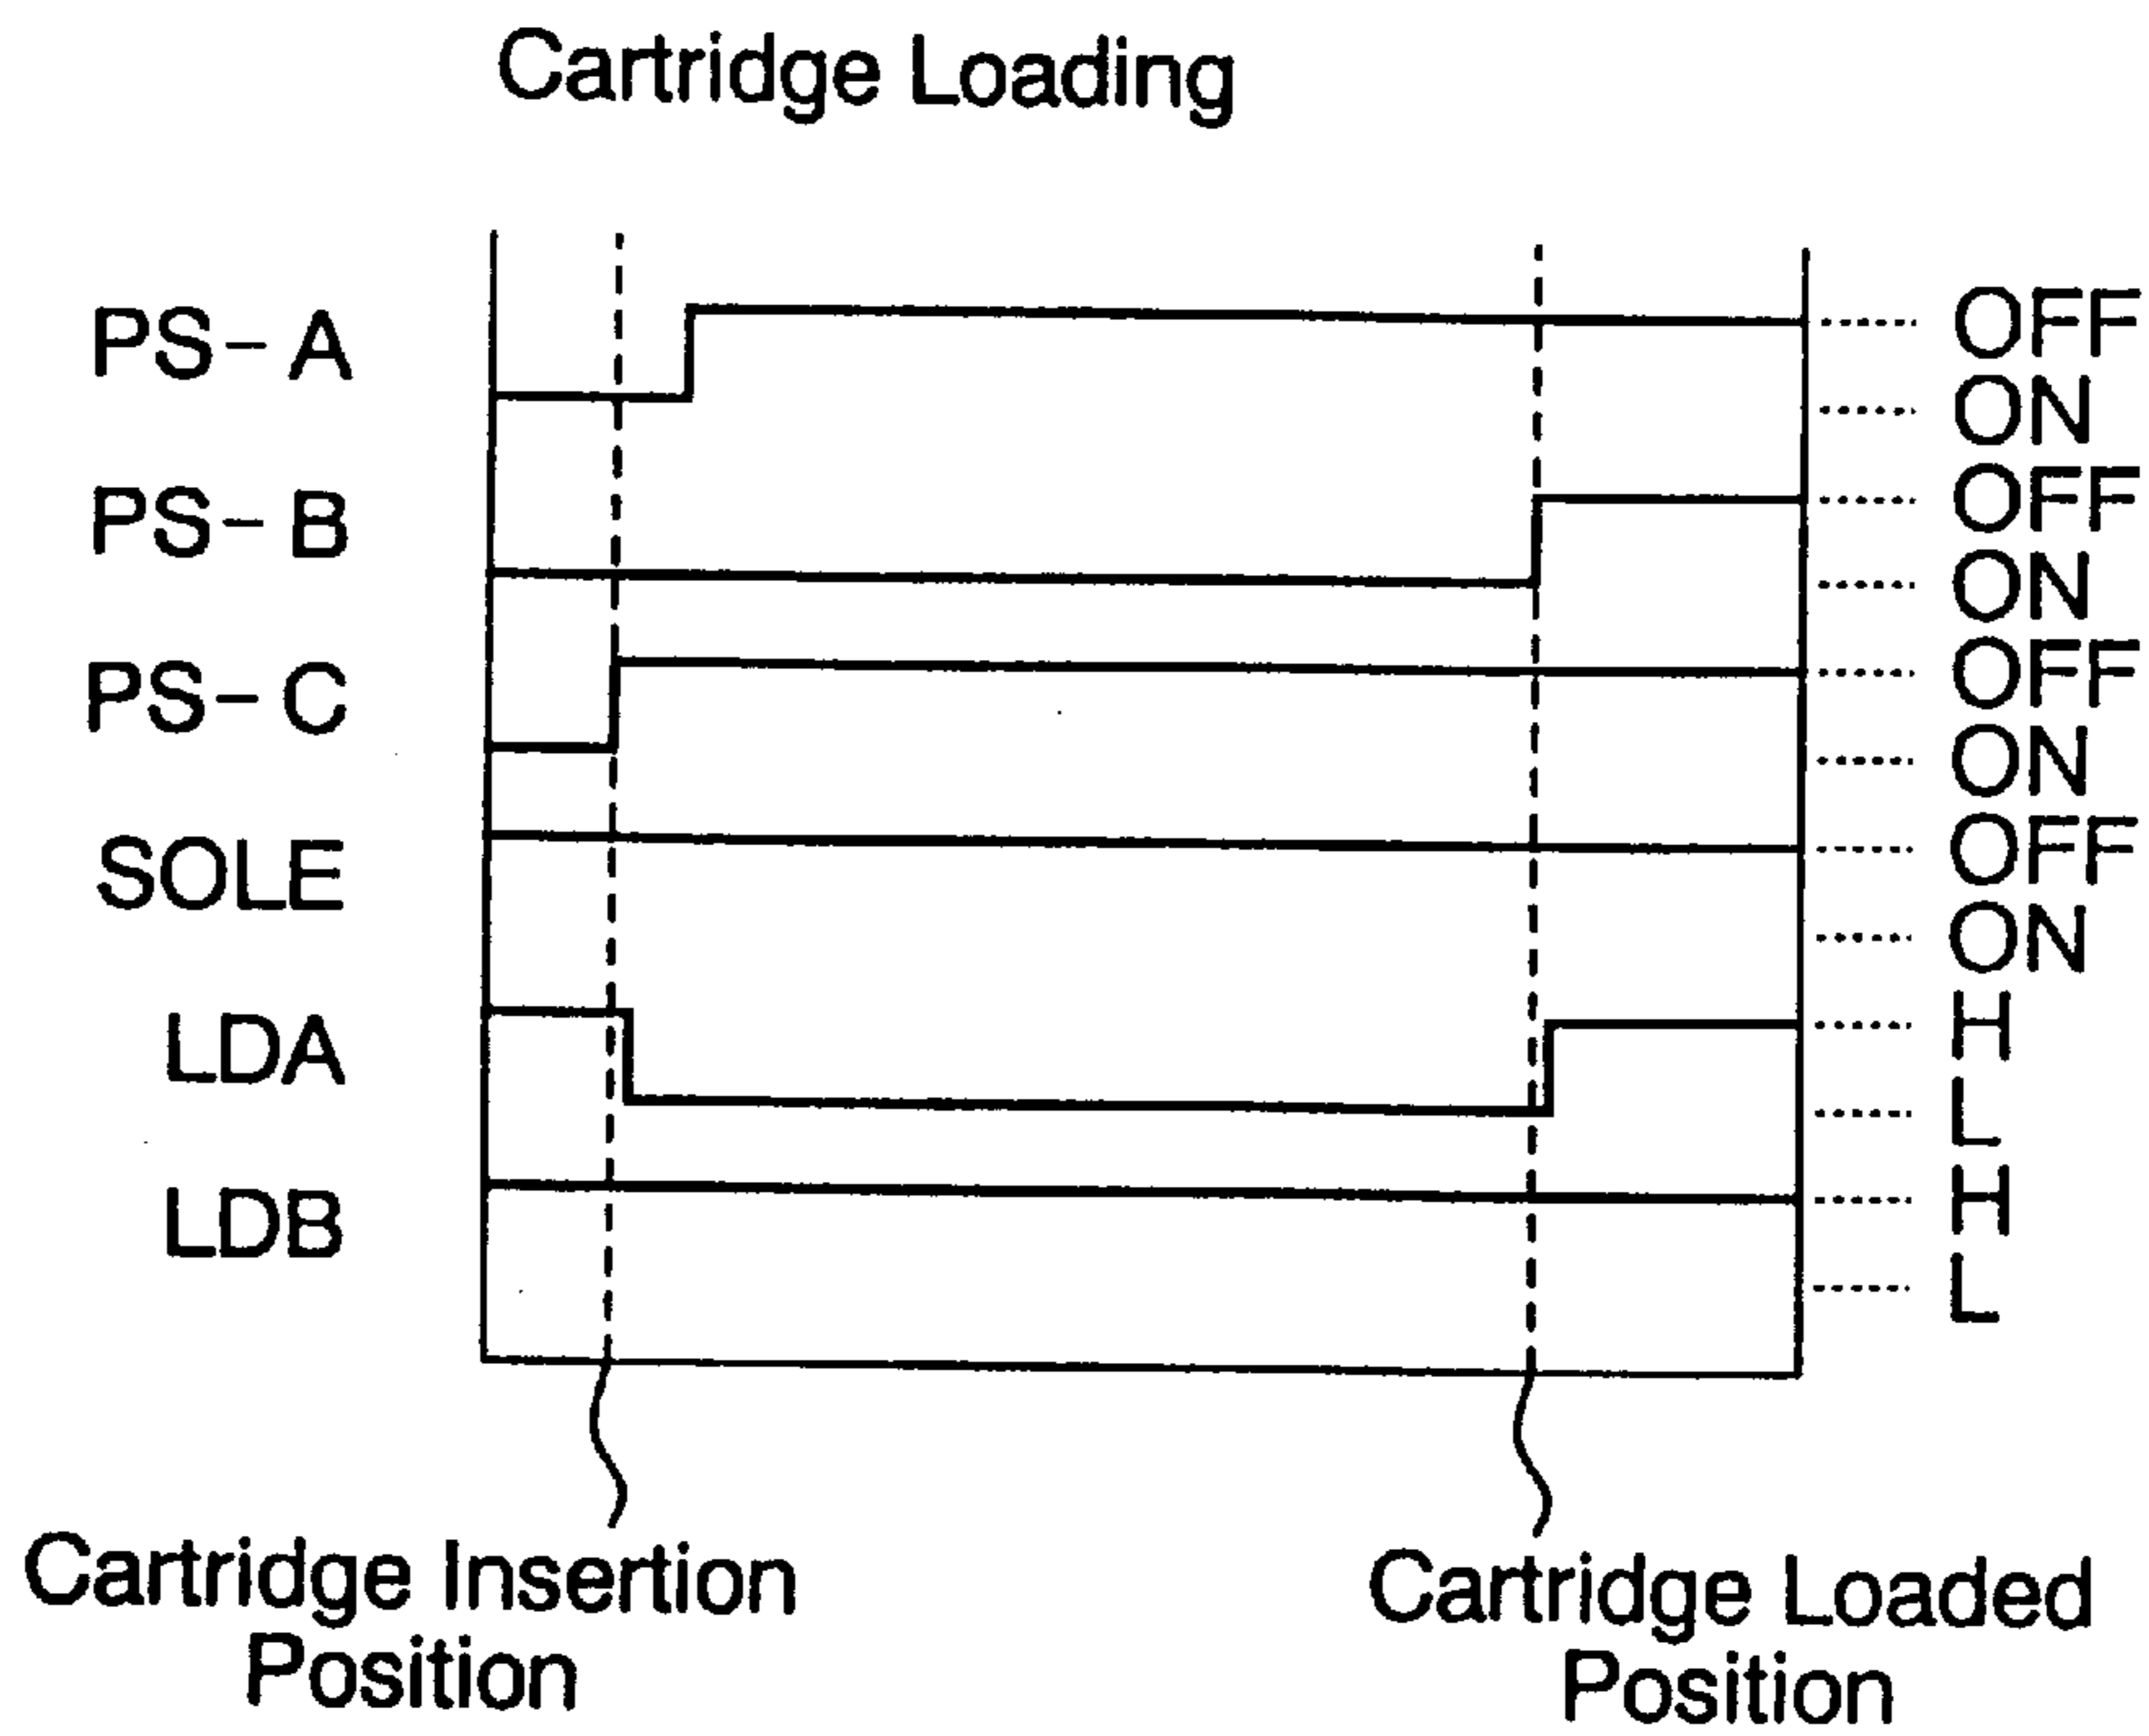 Cartridge Loading
PS-A OFF
ON
PS-B OFF
ON
PS-C OFF
ON
SOLE OFF
ON
LDA H
L
LDB H
L
Cartridge Insertion
Position
Cartridge Loaded
Position